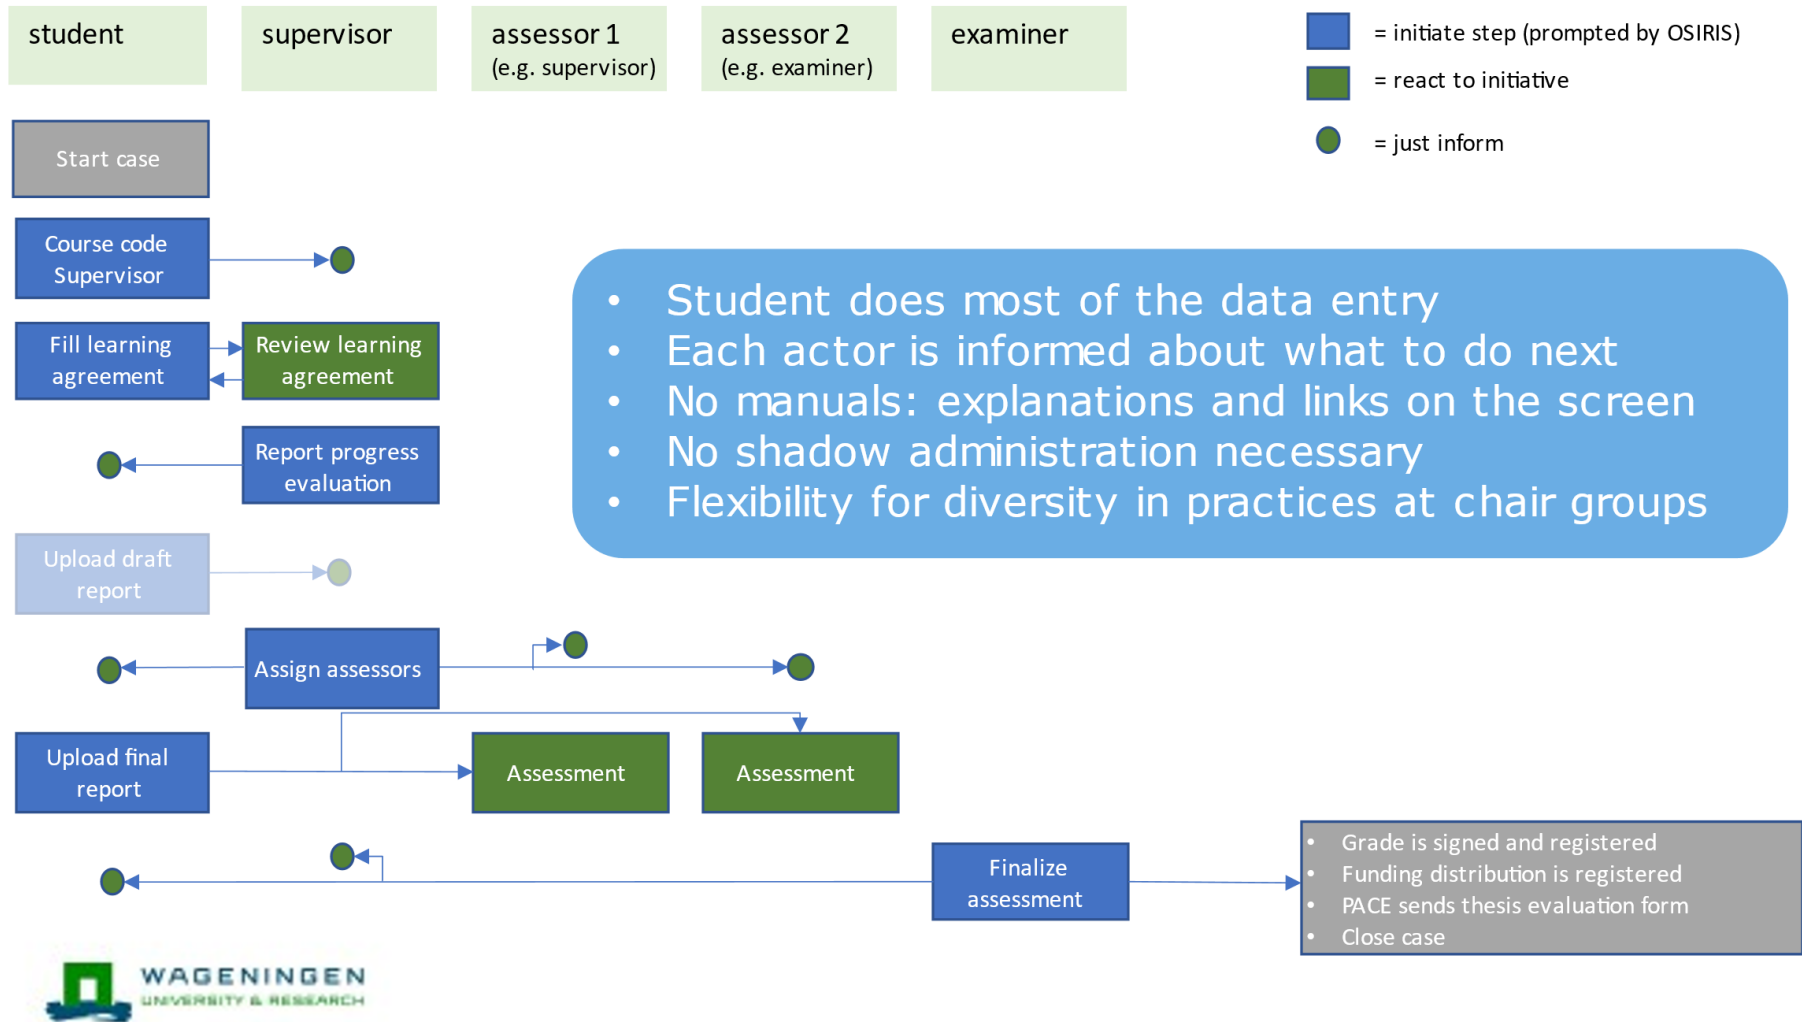 student
supervisor
assessor 1
(e.g. supervisor)
assessor 2
(e.g. examiner)
examiner
= initiate step (prompted by OSIRIS)
= react to initiative
= just inform
Start case
Course code
Supervisor
Fill learning
agreement
Review learning
agreement
• Student does most of the data entry
• Each actor is informed about what to do next
• No manuals: explanations and links on the screen
• No shadow administration necessary
• Flexibility for diversity in practices at chair groups
Report progress
evaluation
Upload draft
report
Assign assessors
Upload final
report
Assessment
Assessment
Finalize
assessment
• Grade is signed and registered
• Funding distribution is registered
• PACE sends thesis evaluation form
• Close case
WAGENINGEN
UNIVERSITY & RESEARCH